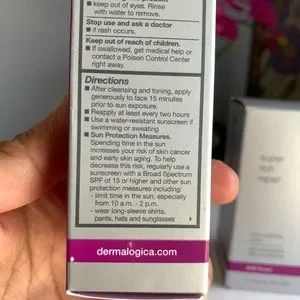 ■ keep out of eyes. Rinse
with water to remove.
Stop use and ask a doctor
■ if rash occurs.
Keep out of reach of children.
■ If swallowed, get medical help or
contact a Poison Control Center
right away.
Directions
■ After cleansing and toning, apply
generously to face 15 minutes
prior to sun exposure.
■ Reapply at least every two hours
■ Use a water-resistant sunscreen if
swimming or sweating
■ Sun Protection Measures.
Spending time in the sun
increases your risk of skin cancer
and early skin aging. To help
decrease this risk, regularly use a
sunscreen with a Broad Spectrum
SPF of 15 or higher and other sun
protection measures including:
- limit time in the sun, especially
from 10 a.m. - 2 p.m.
- wear long-sleeve shirts,
pants, hats and sunglasses
dermalogica.com
super
rich
repair